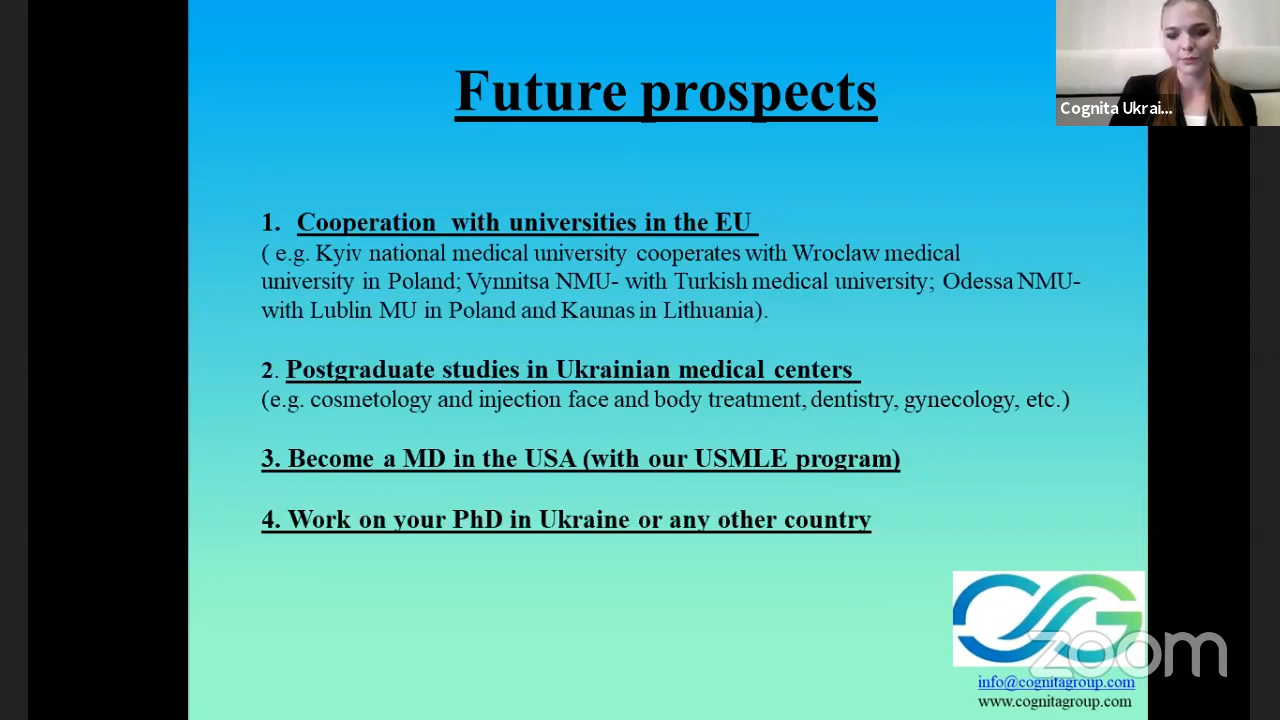 Future prospects
Cognita Ukrai...
1. Cooperation with universities in the EU
( e.g. Kyiv national medical university cooperates with Wroclaw medical
university in Poland; Vynnitsa NMU- with Turkish medical university; Odessa NMU-
with Lublin MU in Poland and Kaunas in Lithuania).
2. Postgraduate studies in Ukrainian medical centers
(e.g. cosmetology and injection face and body treatment, dentistry, gynecology, etc.)
3. Become a MD in the USA (with our USMLE program)
4. Work on your PhD in Ukraine or any other country
CG
zoom
info@cognitagroup.com
www.cognitagroup.com